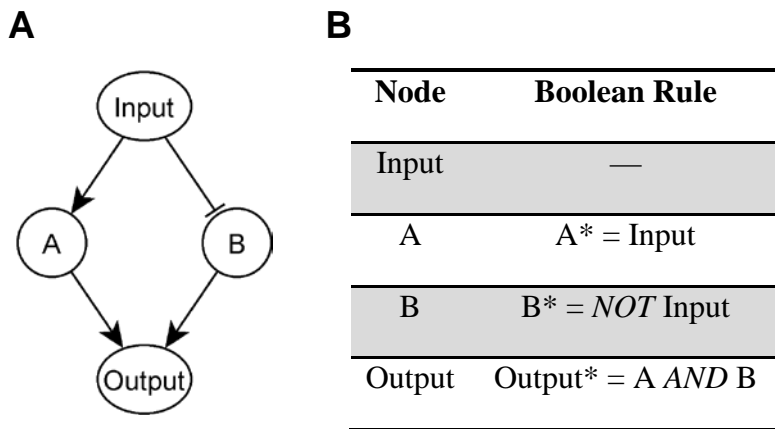 A
Input
A
B
Output
B
Node Boolean Rule
Input —
A A* = Input
B B* = NOT Input
Output Output* = A AND B